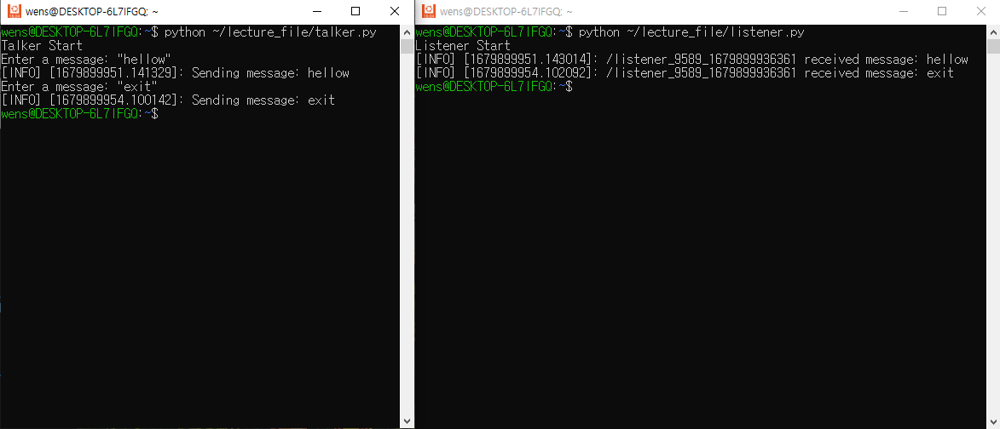 wens@DESKTOP-6L7IFGQ: ~
wens@DESKTOP-6L7IFGQ:~$ python ~/lecture_file/talker.py
Talker Start
Enter a message: "hellow"
[INFO] [1679899951.141329]: Sending message: hellow
Enter a message: "exit"
[INFO] [1679899954.100142]: Sending message: exit
wens@DESKTOP-6L7IFGQ:~$
wens@DESKTOP-6L7IFGQ: ~
wens@DESKTOP-6L7IFGQ:~$ python ~/lecture_file/listener.py
Listener Start
[INFO] [1679899951.143014]: /listener_9589_1679899936361 received message: hellow
[INFO] [1679899954.102092]: /listener_9589_1679899936361 received message: exit
wens@DESKTOP-6L7IFGQ:~$